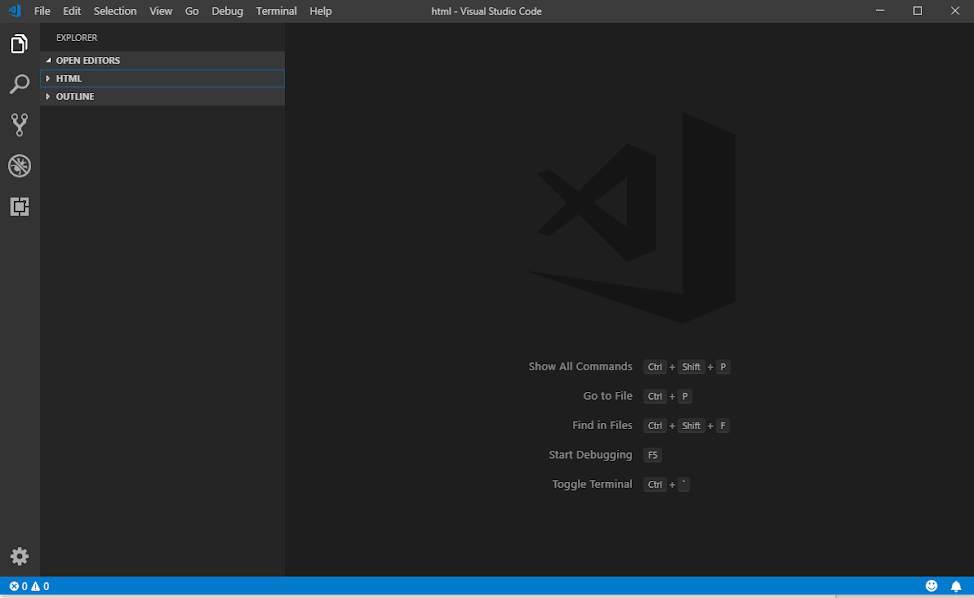 File Edit Selection View Go Debug Terminal Help html - Visual Studio Code
EXPLORER
OPEN EDITORS
HTML
OUTLINE
Show All Commands Ctrl + Shift + P
Go to File Ctrl + P
Find in Files Ctrl + Shift + F
Start Debugging F5
Toggle Terminal Ctrl + `
0 0